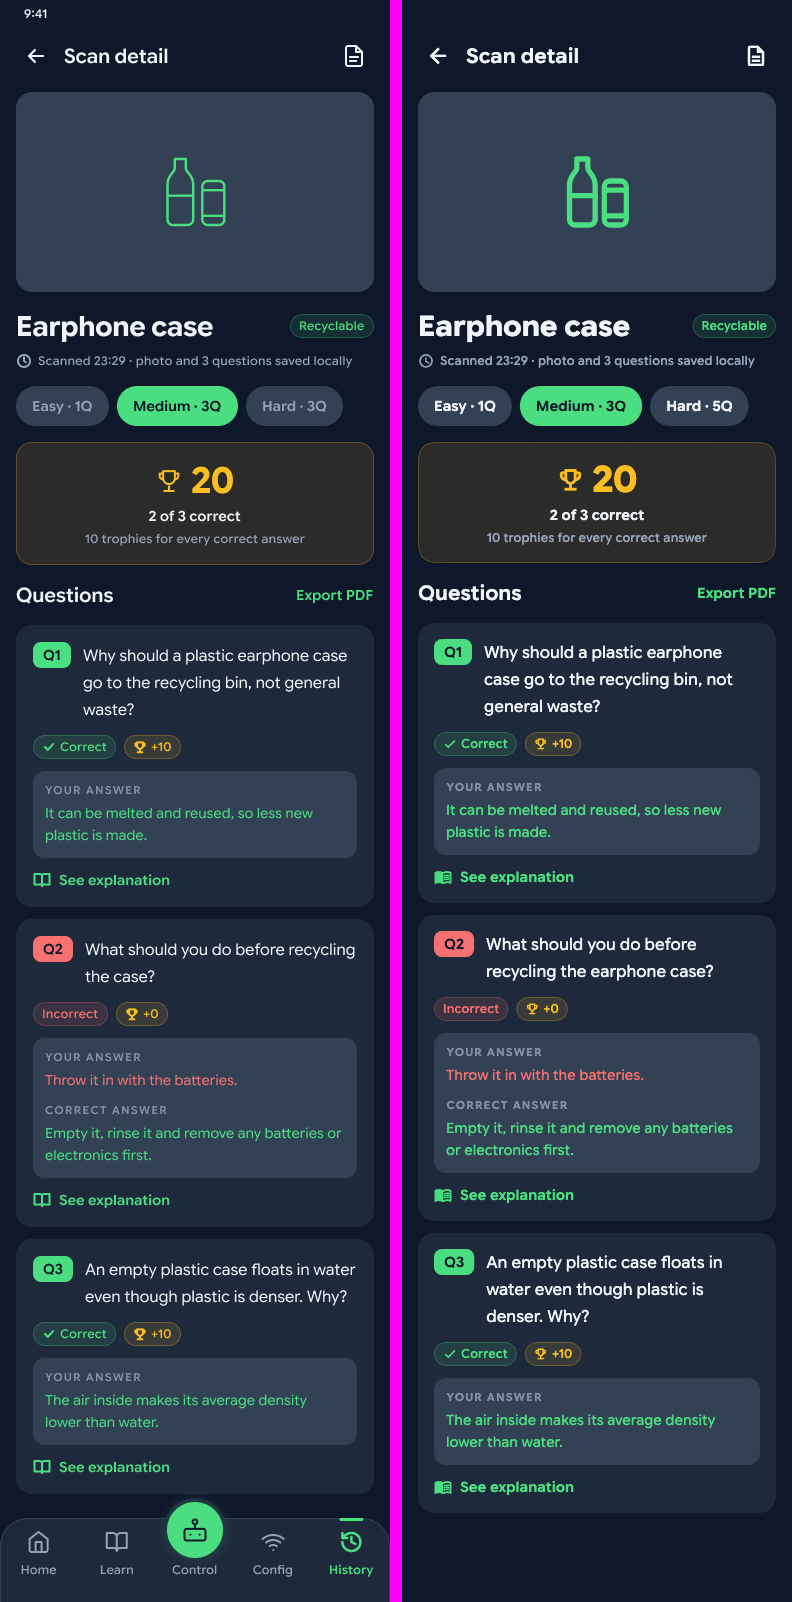 9:41
Scan detail
Earphone case
Recyclable
Scanned 23:29 · photo and 3 questions saved locally
Easy · 1Q
Medium · 3Q
Hard · 3Q
20
2 of 3 correct
10 trophies for every correct answer
Questions
Export PDF
Q1
Why should a plastic earphone case
go to the recycling bin, not general
waste?
Correct
+10
YOUR ANSWER
It can be melted and reused, so less new
plastic is made.
See explanation
Q2
What should you do before recycling
the case?
Incorrect
+0
YOUR ANSWER
Throw it in with the batteries.
CORRECT ANSWER
Empty it, rinse it and remove any batteries or
electronics first.
See explanation
Q3
An empty plastic case floats in water
even though plastic is denser. Why?
Correct
+10
YOUR ANSWER
The air inside makes its average density
lower than water.
See explanation
Home
Learn
Control
Config
History
Scan detail
Earphone case
Recyclable
Scanned 23:29 · photo and 3 questions saved locally
Easy · 1Q
Medium · 3Q
Hard · 5Q
20
2 of 3 correct
10 trophies for every correct answer
Questions
Export PDF
Q1
Why should a plastic earphone
case go to the recycling bin, not
general waste?
Correct
+10
YOUR ANSWER
It can be melted and reused, so less new
plastic is made.
See explanation
Q2
What should you do before
recycling the earphone case?
Incorrect
+0
YOUR ANSWER
Throw it in with the batteries.
CORRECT ANSWER
Empty it, rinse it and remove any batteries
or electronics first.
See explanation
Q3
An empty plastic case floats in
water even though plastic is
denser. Why?
Correct
+10
YOUR ANSWER
The air inside makes its average density
lower than water.
See explanation